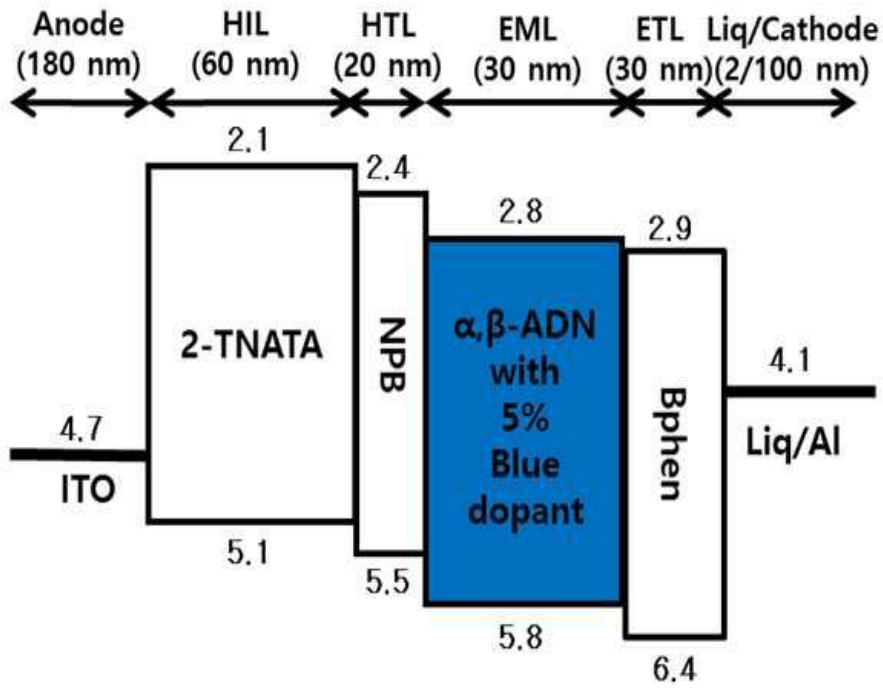 Anode HIL HTL EML ETL Liq/Cathode
(180 nm) (60 nm) (20 nm) (30 nm) (30 nm)(2/100 nm)
2.1
2.4
2.8
2.9
2-TNATA
NPB
α,β-ADN
with
5%
Blue
dopant
Bphen
4.1
Liq/Al
4.7
ITO
5.1
5.5
5.8
6.4